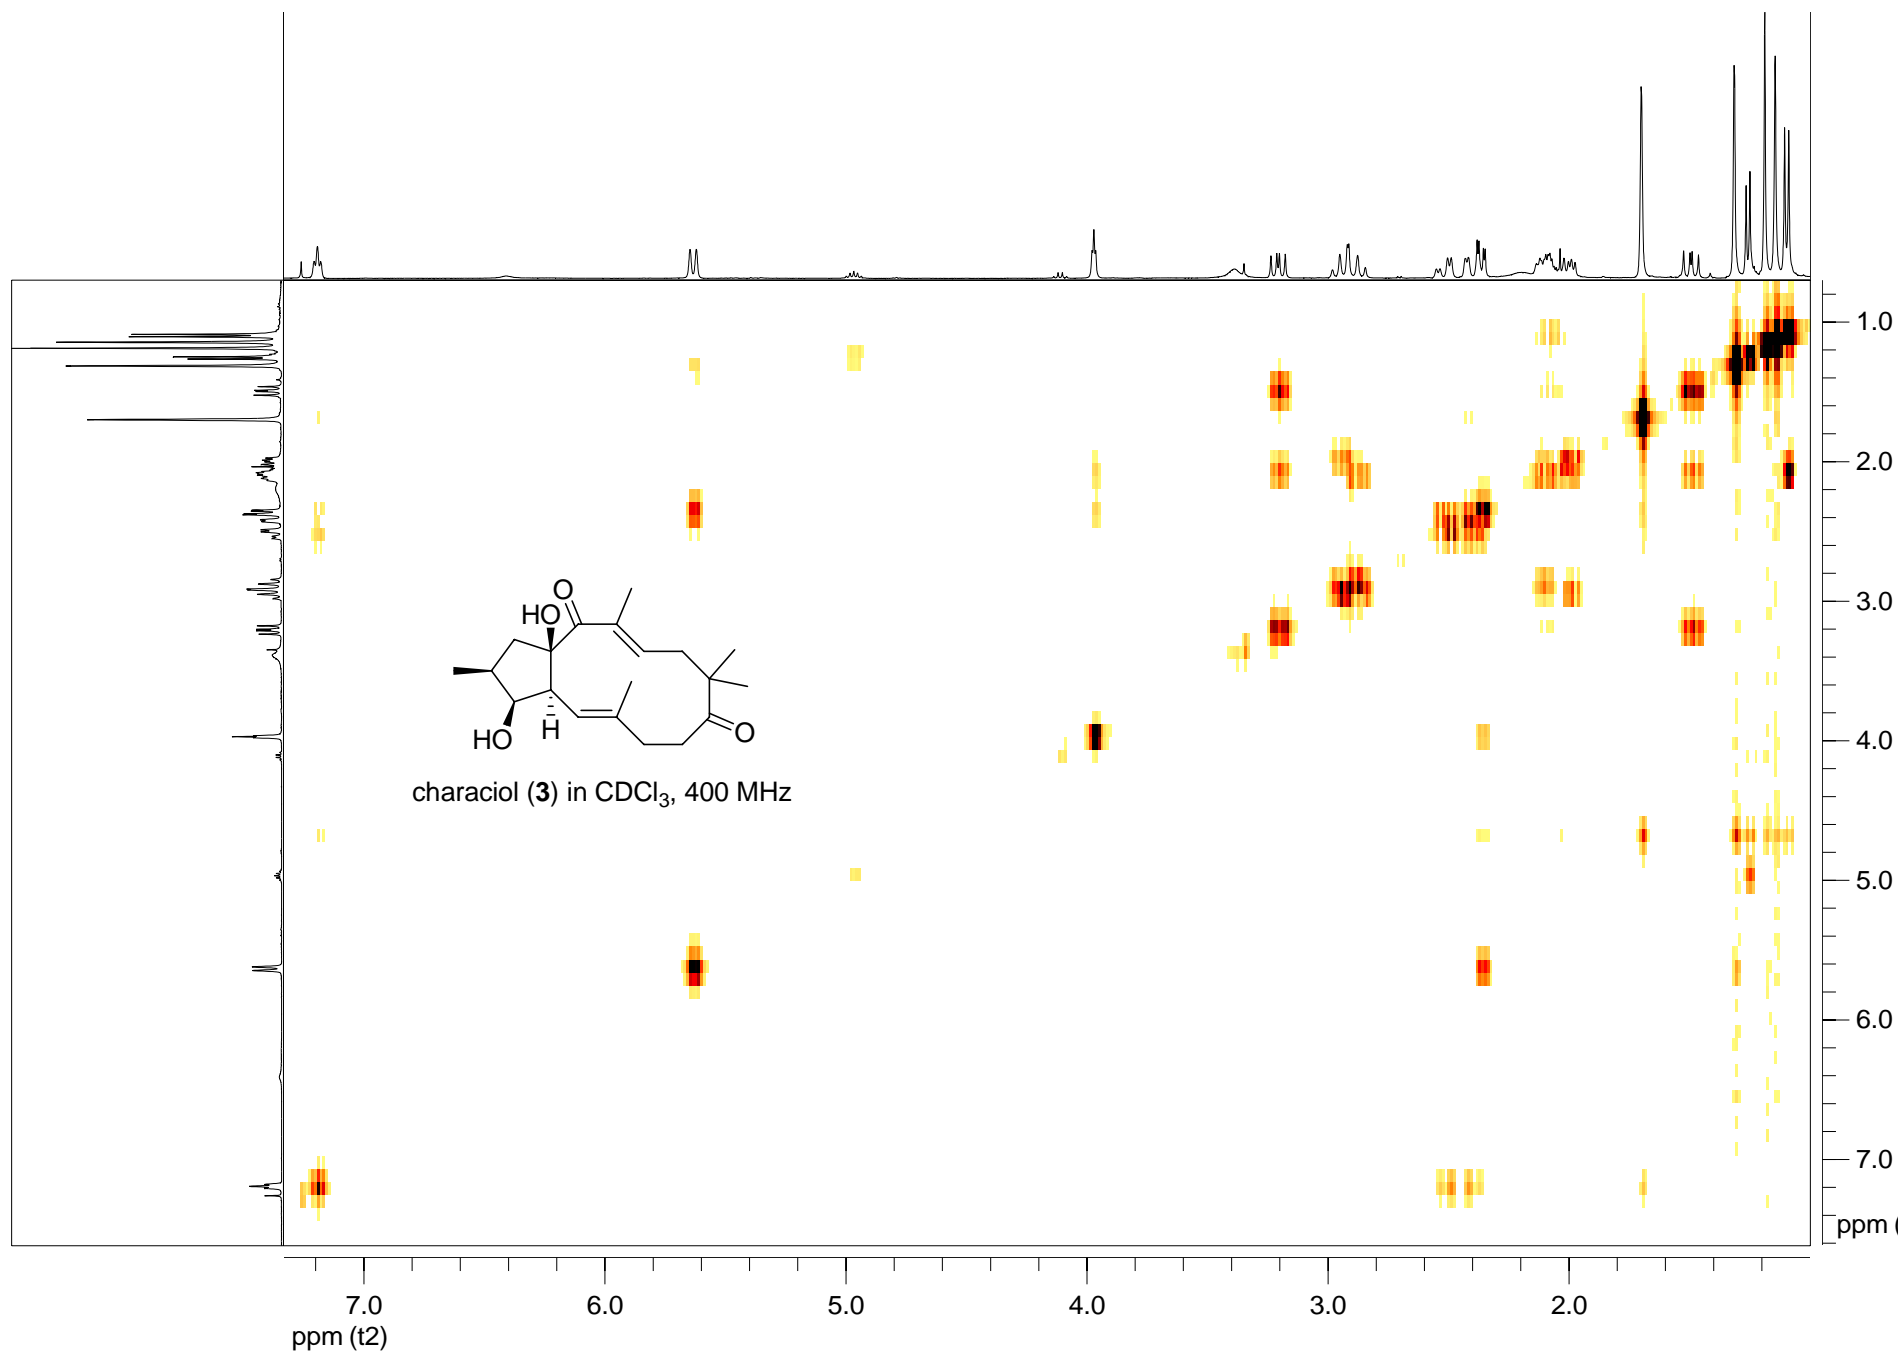 1.0
2.0
3.0
O
HO
H
HO
O
4.0
characiol (3) in CDCl3, 400 MHz
5.0
6.0
7.0
ppm (
7.0 6.0 5.0 4.0 3.0 2.0
ppm (t2)